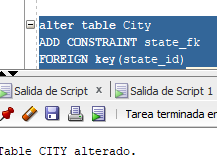 alter table City
ADD CONSTRAINT state_fk
FOREIGN key(state_id)
Salida de Script
Salida de Script 1
Tarea terminada en
Table CITY alterado.